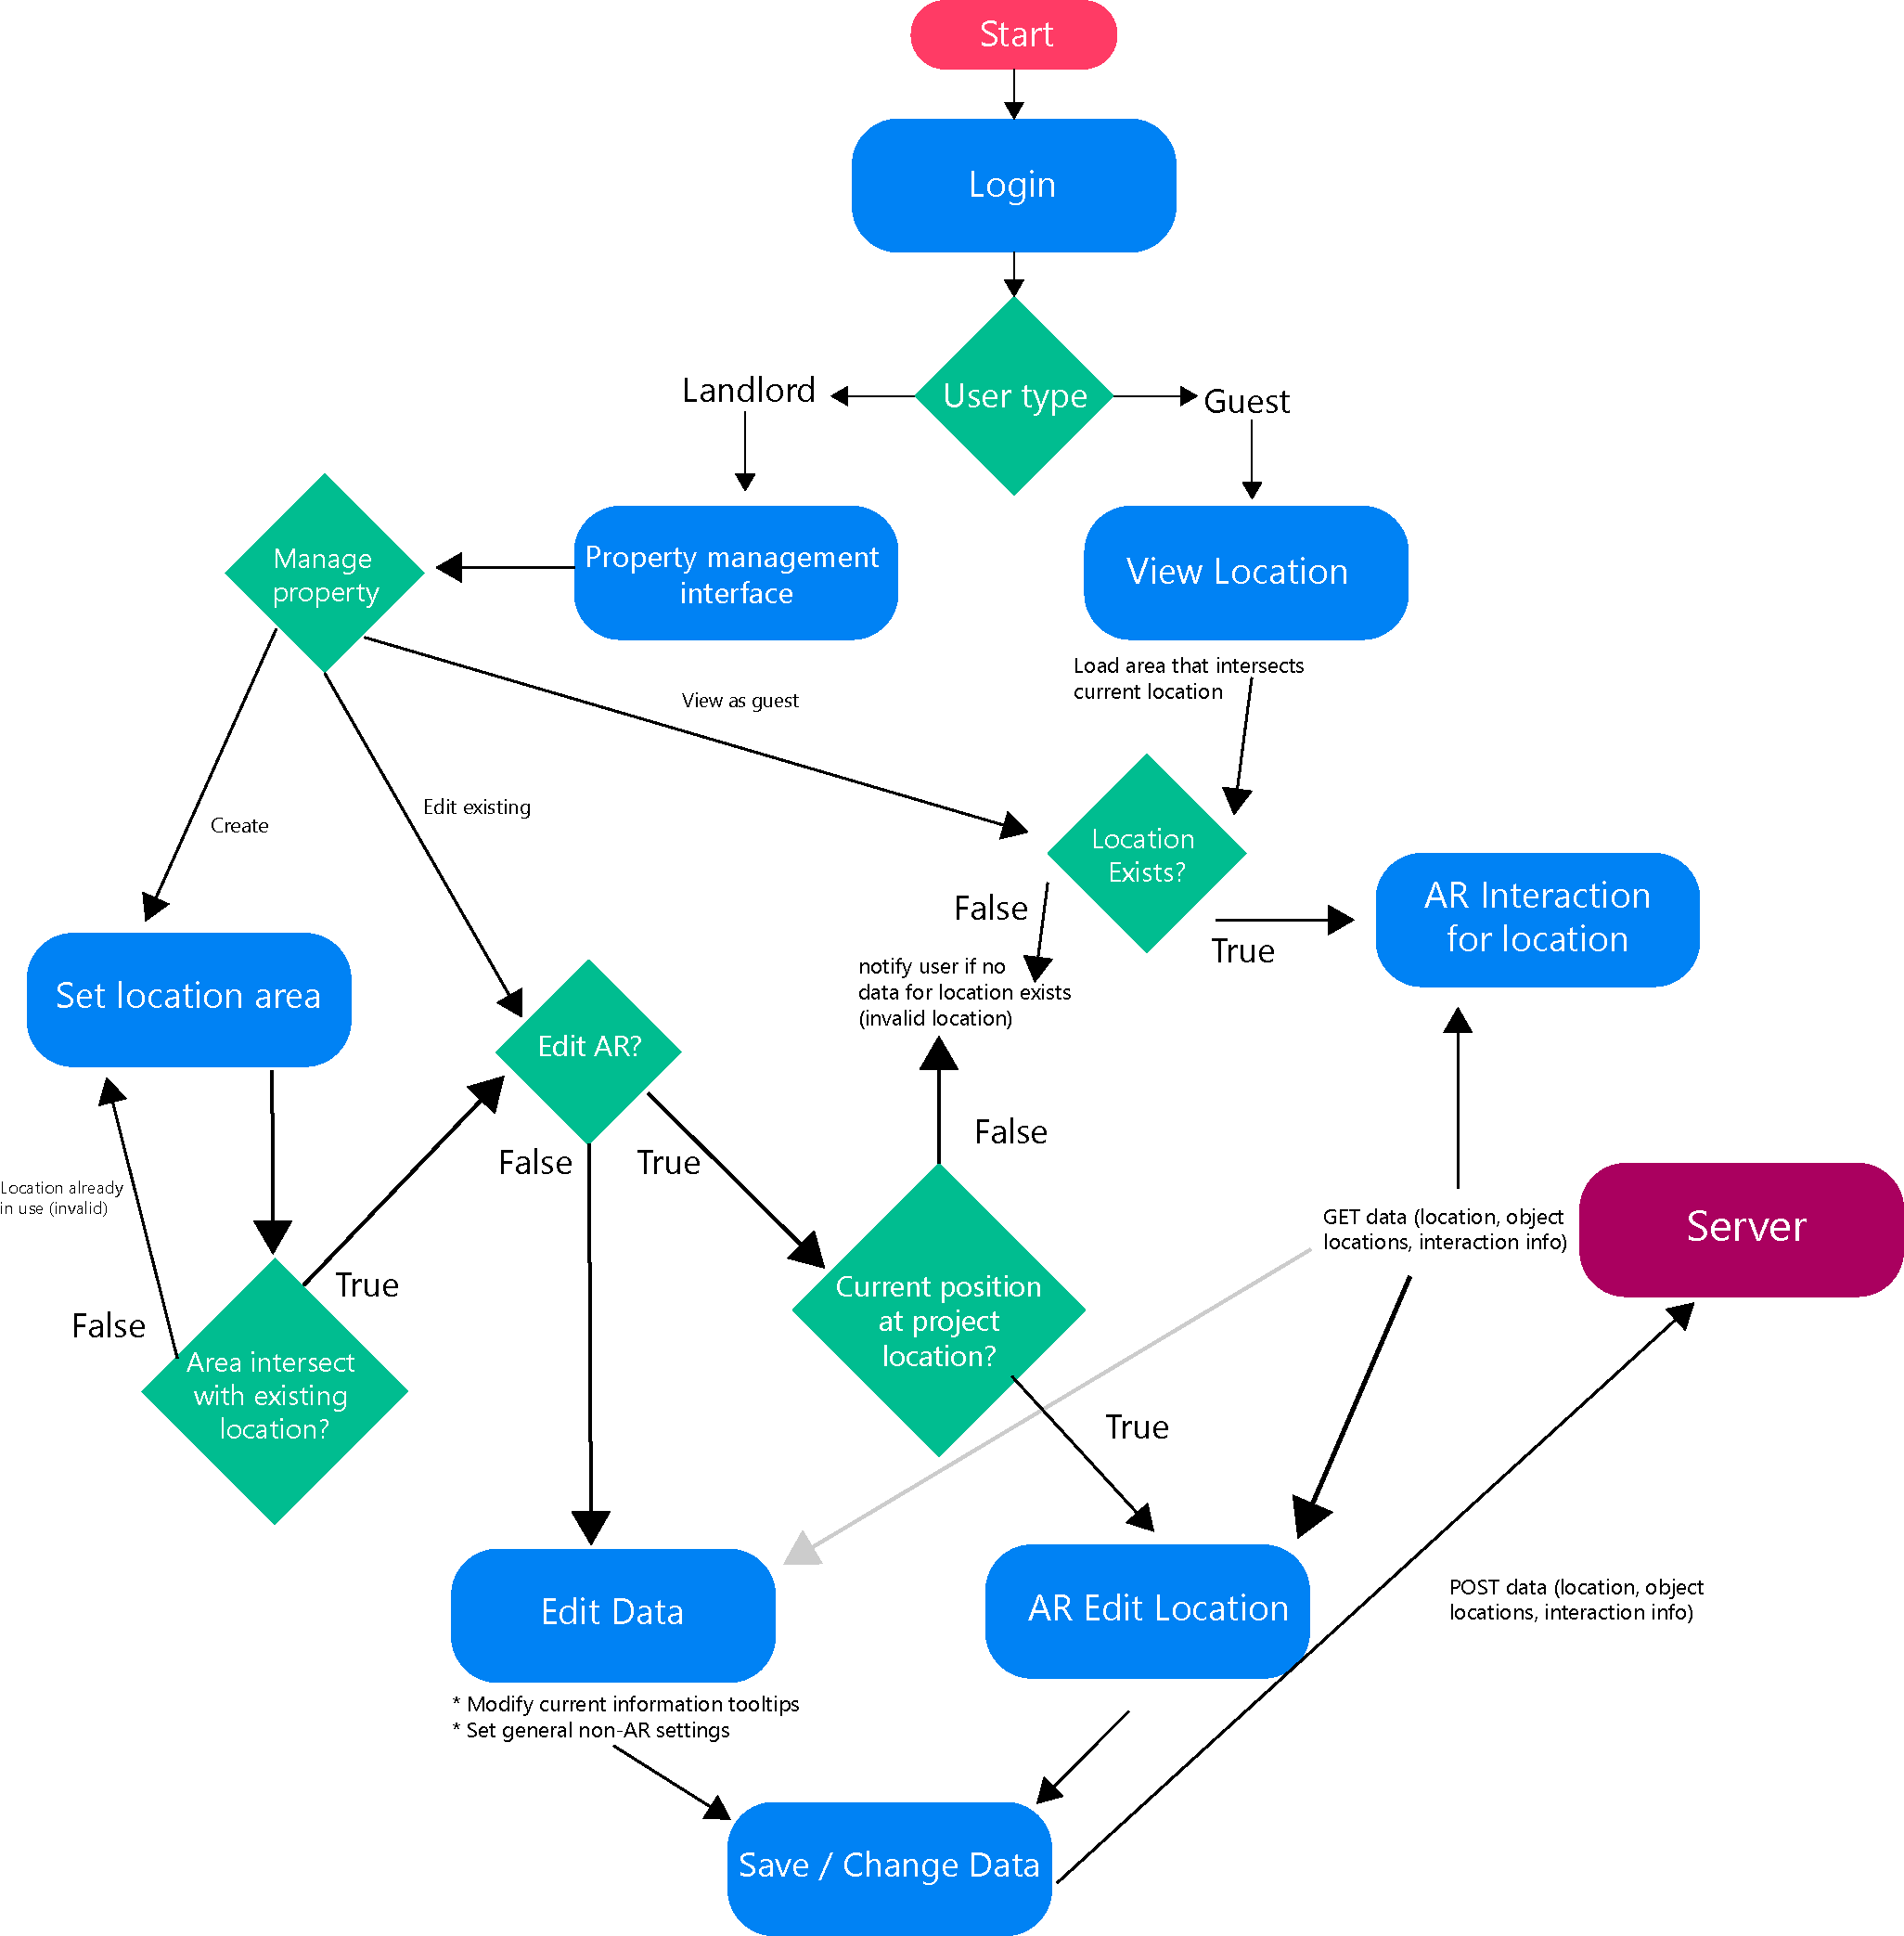 Start
Login
User type
Landlord
Guest
Manage
property
Property management
interface
View Location
Load area that intersects
current location
View as guest
Edit existing
Create
Location
Exists?
False
True
AR Interaction
for location
notify user if no
data for location exists
(invalid location)
Set location area
Edit AR?
False
True
False
Location already
in use (invalid)
GET data (location, object
locations, interaction info)
Server
True
False
Current position
at project
location?
Area intersect
with existing
location?
True
Edit Data
AR Edit Location
POST data (location, object
locations, interaction info)
* Modify current information tooltips
* Set general non-AR settings
Save / Change Data